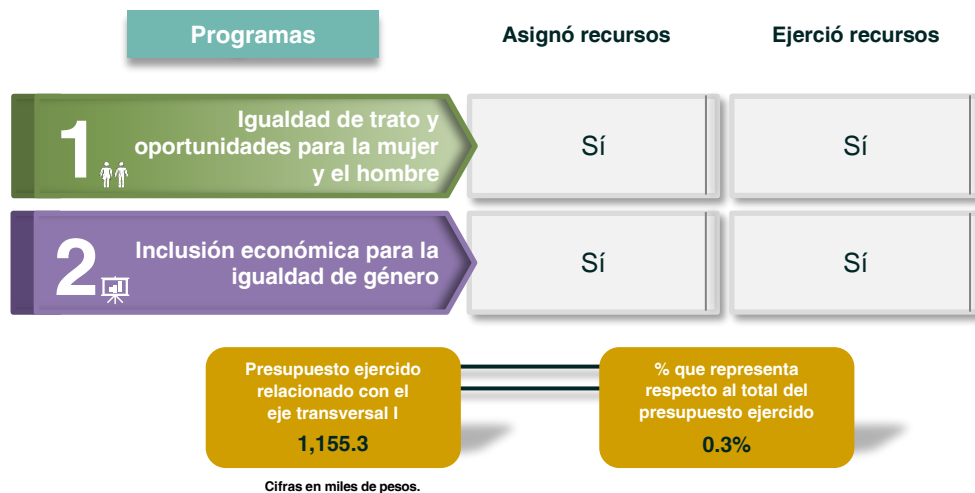 Programas
Asignó recursos
Ejerció recursos
1
Igualdad de trato y
oportunidades para la mujer
y el hombre
Sí
Sí
2
Inclusión económica para la
igualdad de género
Sí
Sí
Presupuesto ejercido
relacionado con el
eje transversal I
1,155.3
% que representa
respecto al total del
presupuesto ejercido
0.3%
Cifras en miles de pesos.